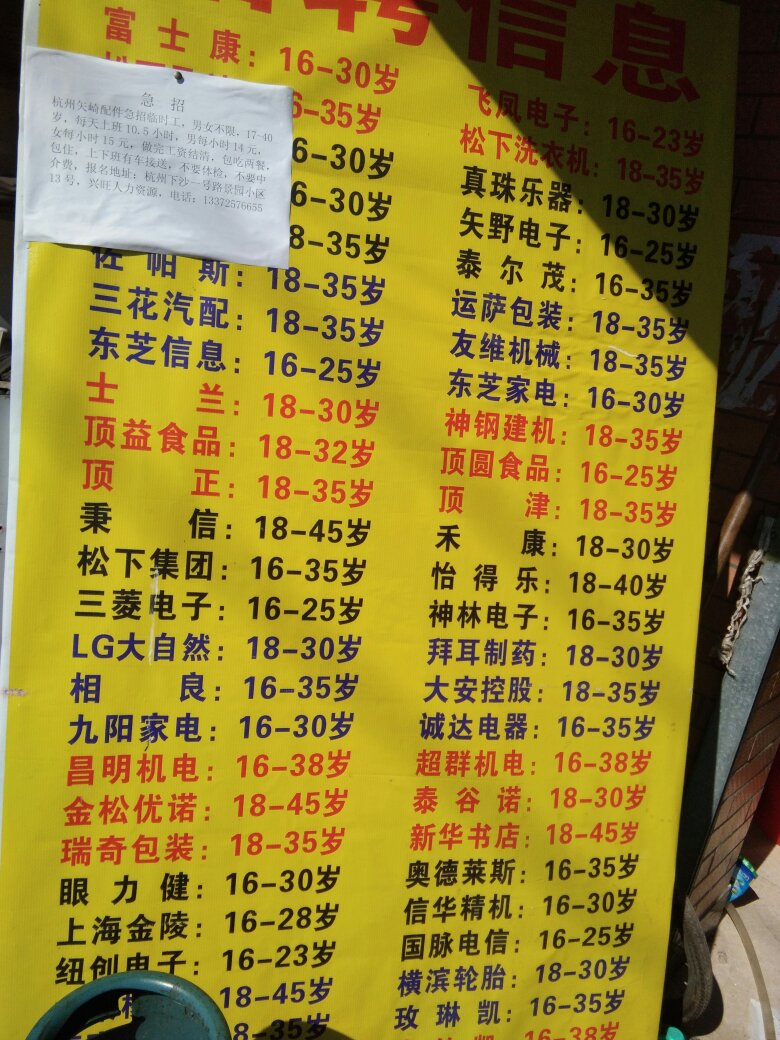 聘信息
富士康：16-30岁
5-35岁
6-30岁
6-30岁
8-35岁
佐帕斯：18-35岁
三花汽配：18-35岁
东芝信息：16-25岁
士兰：18-30岁
顶益食品：18-32岁
顶正：18-35岁
秉信：18-45岁
松下集团：16-35岁
三菱电子：16-25岁
LG大自然：18-30岁
相良：16-35岁
九阳家电：16-30岁
昌明机电：16-38岁
金松优诺：18-45岁
瑞奇包装：18-35岁
眼力健：16-30岁
上海金陵：16-28岁
纽创电子：16-23岁
18-45岁
8-35岁
急招
杭州矢崎配件急招临时工，男女不限，17-40
岁，每天上班10.5小时，男每小时14元，
女每小时15元，做完工资结清，包吃两餐，
包住，上下班有车接送，不要体检，不要中
介费，报名地址：杭州下沙一号路景园小区
13号，兴旺人力资源，电话：13372576655
飞凤电子：16-23岁
松下洗衣机：18-35岁
真珠乐器：18-30岁
矢野电子：16-25岁
泰尔茂：16-35岁
运萨包装：18-35岁
友维机械：18-35岁
东芝家电：16-30岁
神钢建机：18-35岁
顶圆食品：16-25岁
顶津：18-35岁
禾康：18-30岁
怡得乐：18-40岁
神林电子：16-35岁
拜耳制药：18-30岁
大安控股：18-35岁
诚达电器：16-35岁
超群机电：16-38岁
泰谷诺：18-30岁
新华书店：18-45岁
奥德莱斯：16-35岁
信华精机：16-30岁
国脉电信：16-25岁
横滨轮胎：18-30岁
玫琳凯：16-35岁
16-38岁